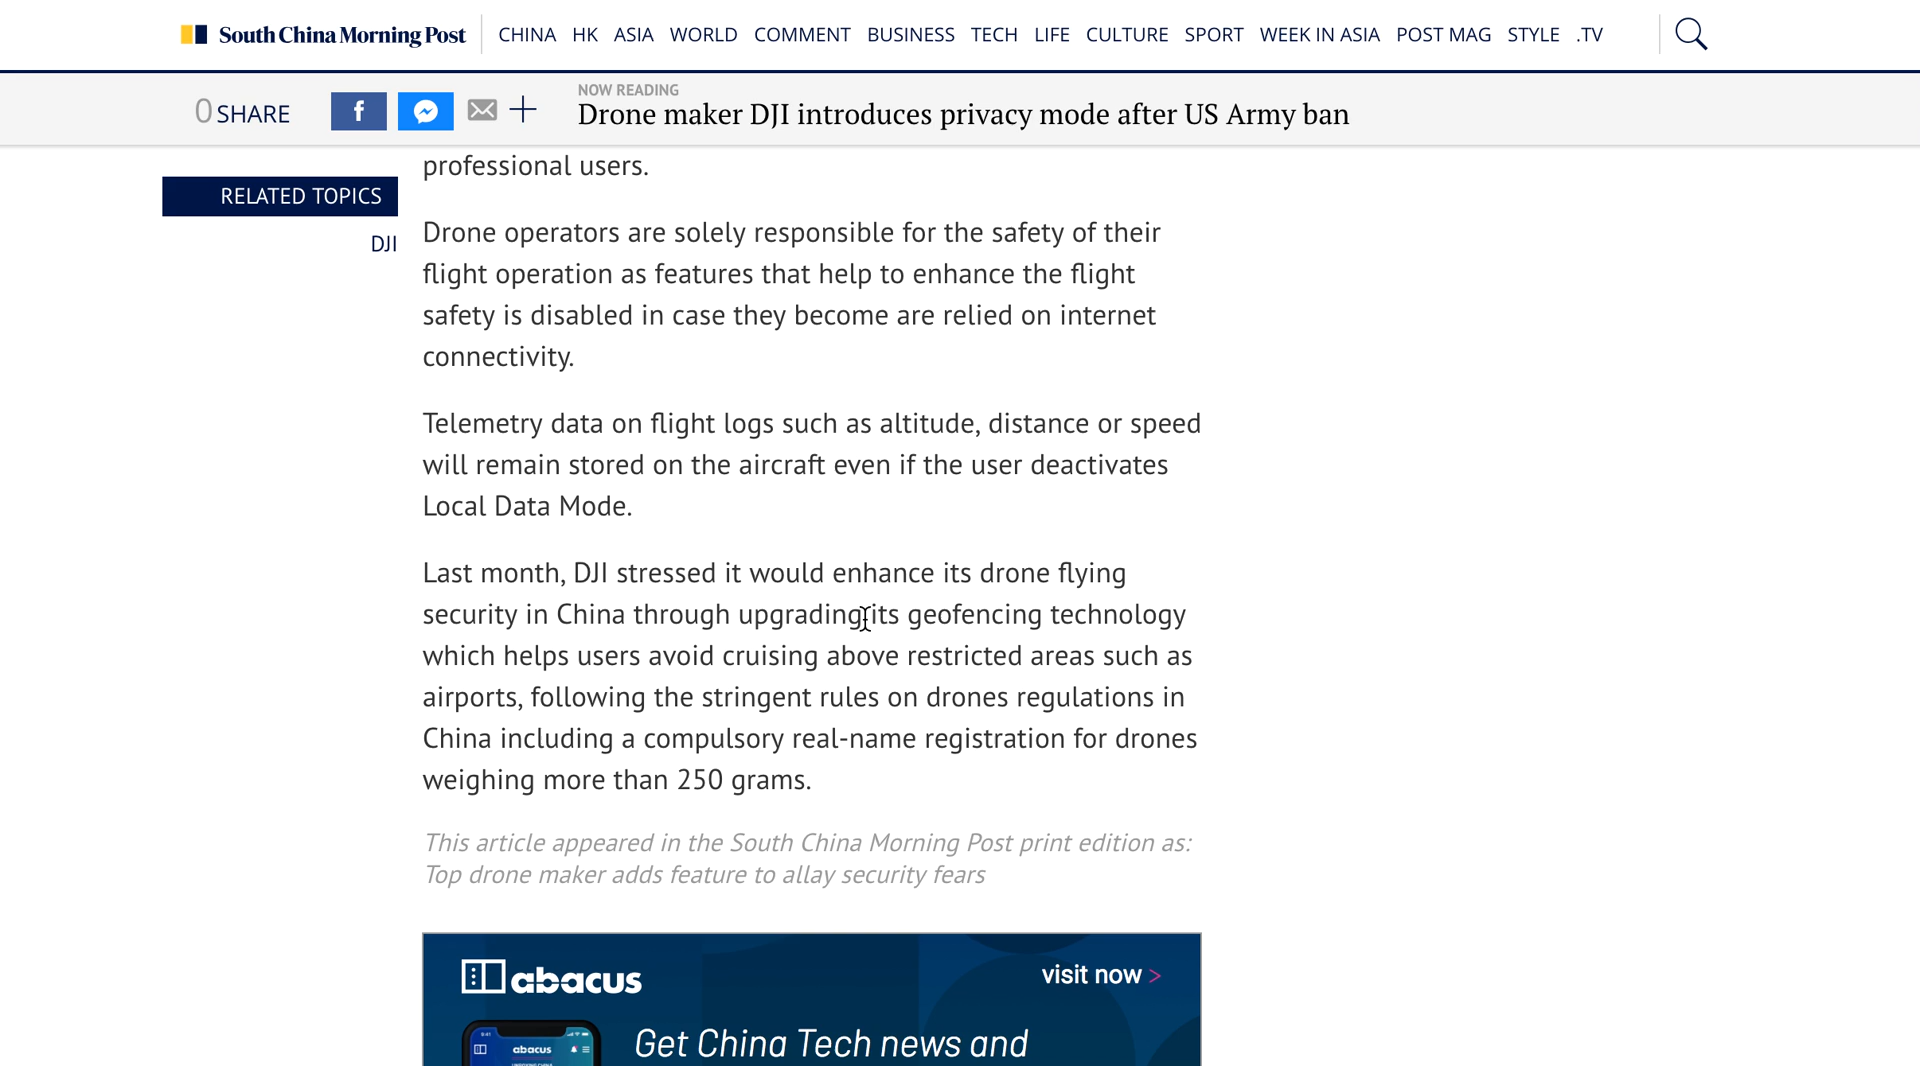 South China Morning Post
CHINA HK ASIA WORLD COMMENT BUSINESS TECH LIFE CULTURE SPORT WEEK IN ASIA POST MAG STYLE .TV
0 SHARE
NOW READING
Drone maker DJI introduces privacy mode after US Army ban
RELATED TOPICS
DJI
professional users.
Drone operators are solely responsible for the safety of their
flight operation as features that help to enhance the flight
safety is disabled in case they become are relied on internet
connectivity.
Telemetry data on flight logs such as altitude, distance or speed
will remain stored on the aircraft even if the user deactivates
Local Data Mode.
Last month, DJI stressed it would enhance its drone flying
security in China through upgrading its geofencing technology
which helps users avoid cruising above restricted areas such as
airports, following the stringent rules on drones regulations in
China including a compulsory real-name registration for drones
weighing more than 250 grams.
This article appeared in the South China Morning Post print edition as:
Top drone maker adds feature to allay security fears
abacus
visit now >
Get China Tech news and
9:41
abacus